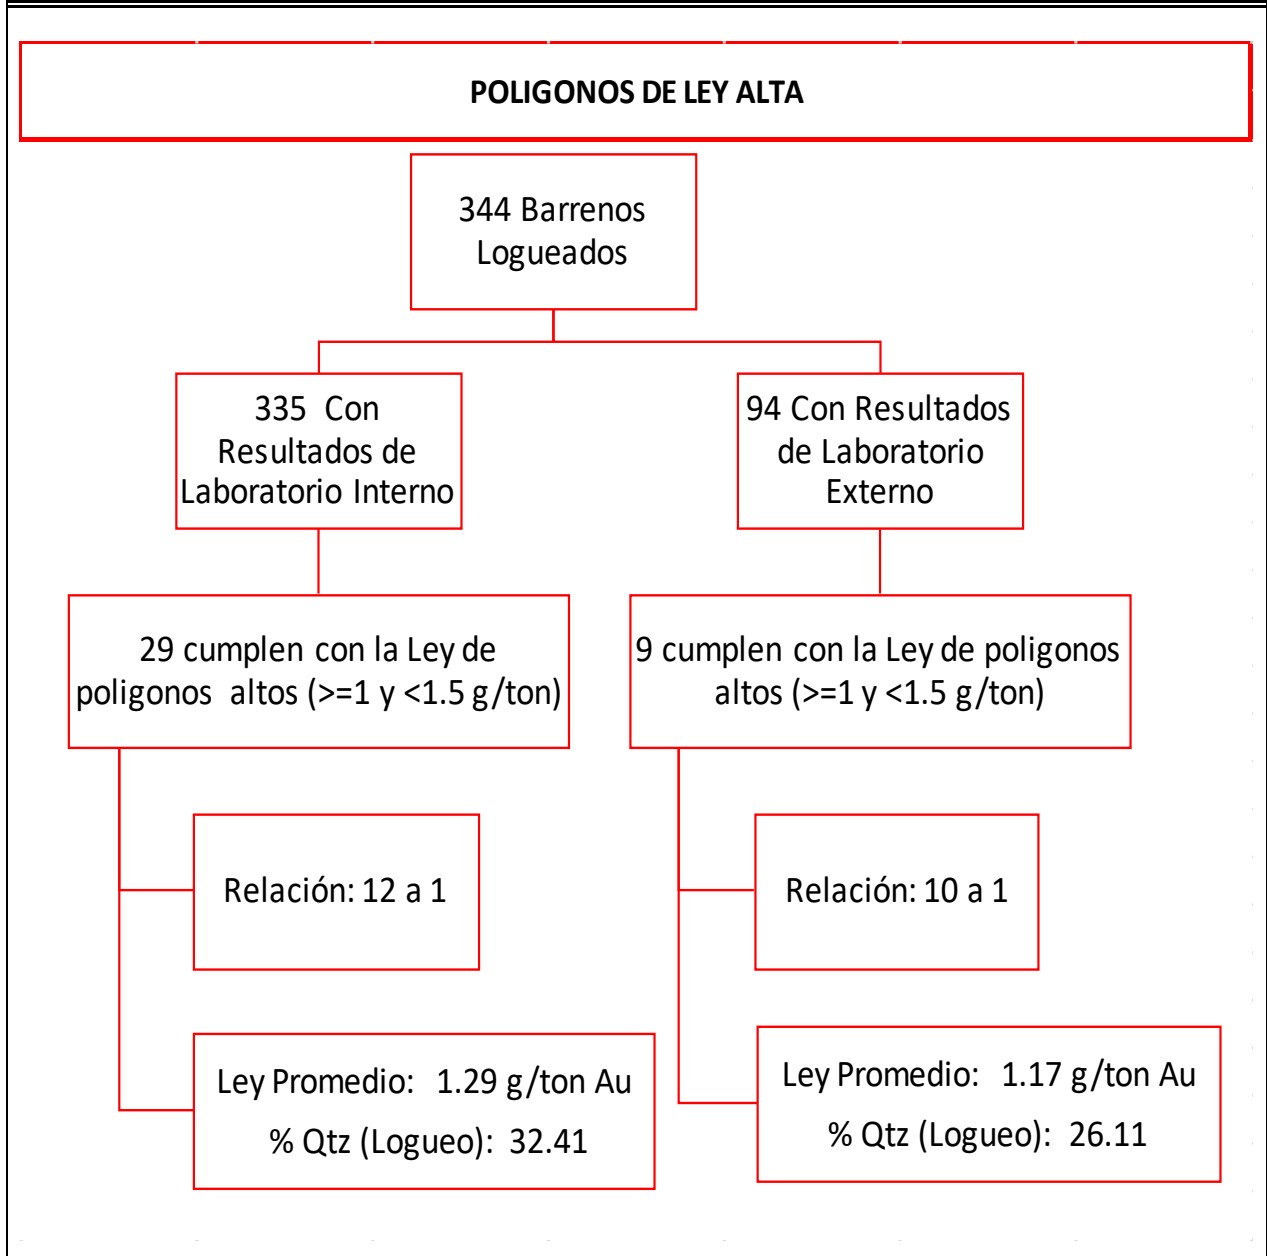 POLIGONOS DE LEY ALTA
344 Barrenos
Logueados
335 Con
Resultados de
Laboratorio Interno
94 Con Resultados
de Laboratorio
Externo
29 cumplen con la Ley de
poligonos altos (>=1 y <1.5 g/ton)
9 cumplen con la Ley de poligonos
altos (>=1 y <1.5 g/ton)
Relación: 12 a 1
Relación: 10 a 1
Ley Promedio: 1.29 g/ton Au
% Qtz (Logueo): 32.41
Ley Promedio: 1.17 g/ton Au
% Qtz (Logueo): 26.11